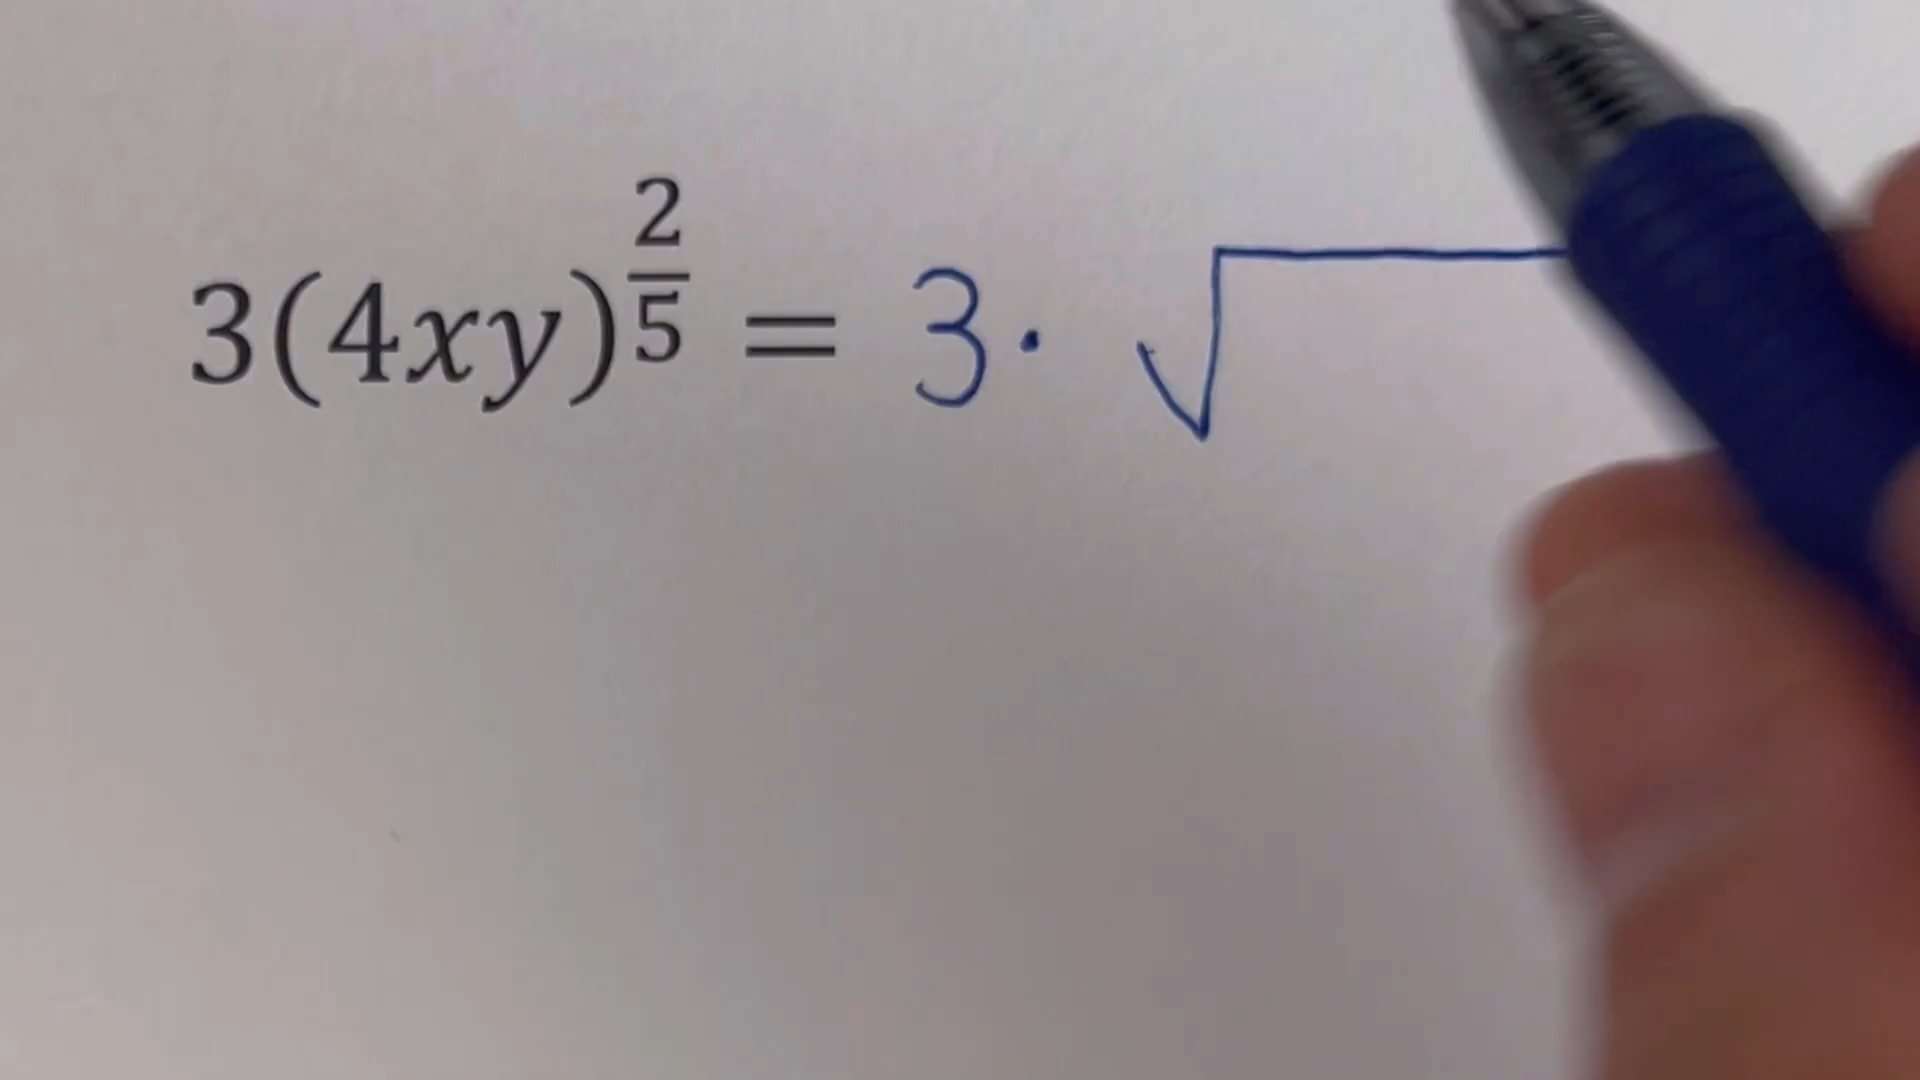 3(4xy)^{2/5} = 3 · √